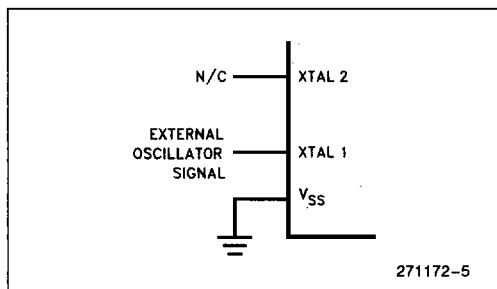 N/C XTAL 2
EXTERNAL
OSCILLATOR XTAL 1
SIGNAL
VSS
271172-5